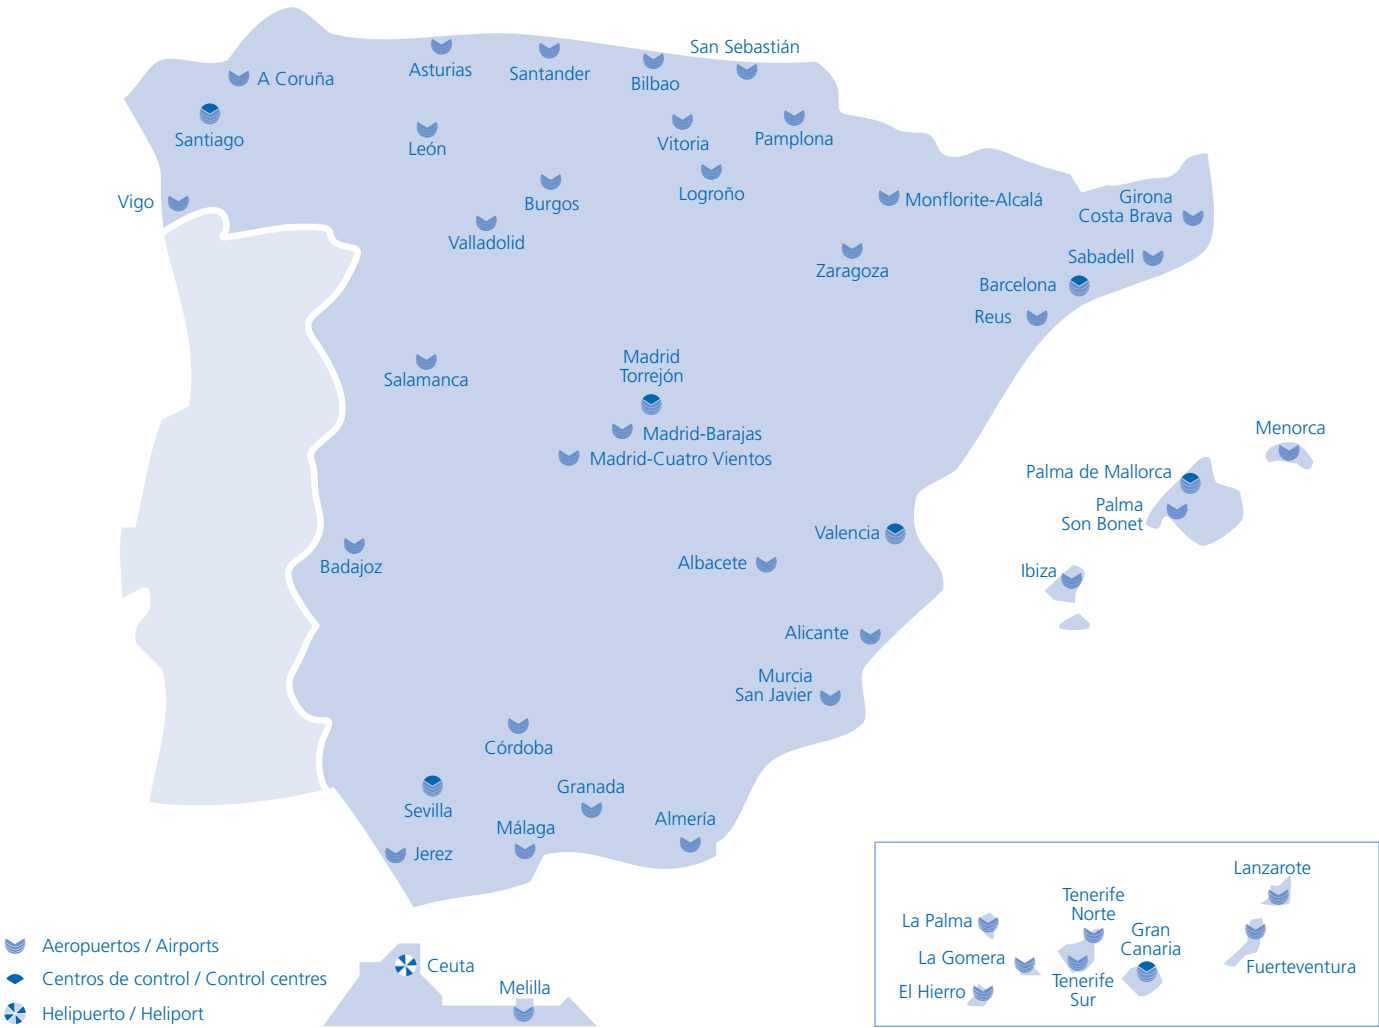 San Sebastián
A Coruña
Asturias
Santander
Bilbao
Santiago
León
Vitoria
Pamplona
Vigo
Burgos
Logroño
Monflorite-Alcalá
Girona
Costa Brava
Valladolid
Zaragoza
Sabadell
Barcelona
Reus
Salamanca
Madrid
Torrejón
Madrid-Barajas
Madrid-Cuatro Vientos
Menorca
Palma de Mallorca
Palma
Son Bonet
Valencia
Badajoz
Albacete
Ibiza
Alicante
Murcia
San Javier
Córdoba
Sevilla
Granada
Málaga
Almería
Jerez
Lanzarote
Tenerife
Norte
La Palma
Gran
Canaria
La Gomera
Fuerteventura
El Hierro
Tenerife
Sur
Aeropuertos / Airports
Centros de control / Control centres
Helipuerto / Heliport
Ceuta
Melilla